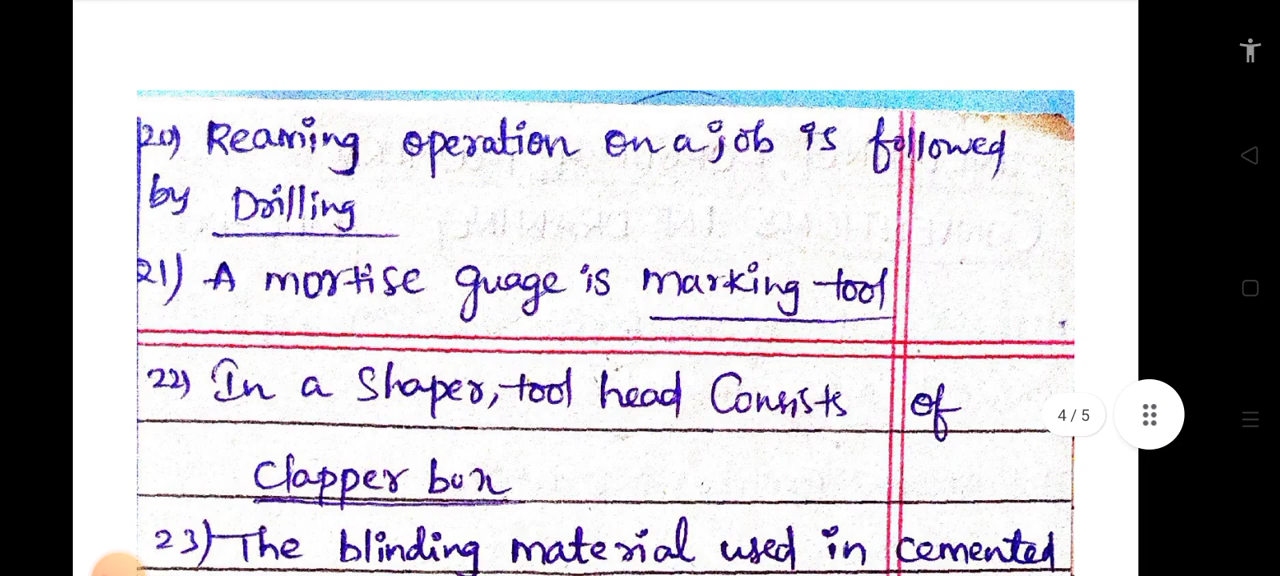 20) Reaming operation on a job is followed
by Drilling
21) A mortise guage is marking tool
22) In a Shaper, tool head Consists of
4 / 5
Clapper box
23) The blinding material used in cemented